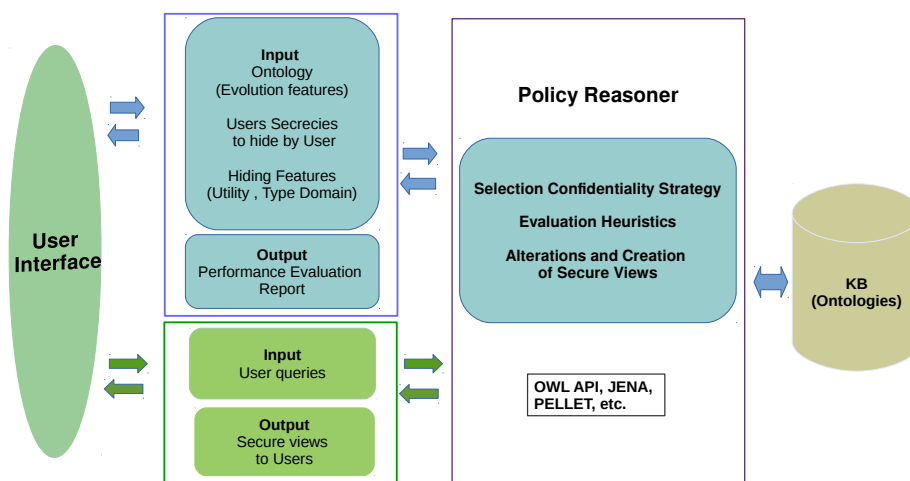 User
Interface
Input
Ontology
(Evolution features)
Users Secrecies
to hide by User
Hiding Features
(Utility , Type Domain)
Output
Performance Evaluation
Report
Input
User queries
Output
Secure views
to Users
Policy Reasoner
Selection Confidentiality Strategy
Evaluation Heuristics
Alterations and Creation
of Secure Views
OWL API, JENA,
PELLET, etc.
KB
(Ontologies)